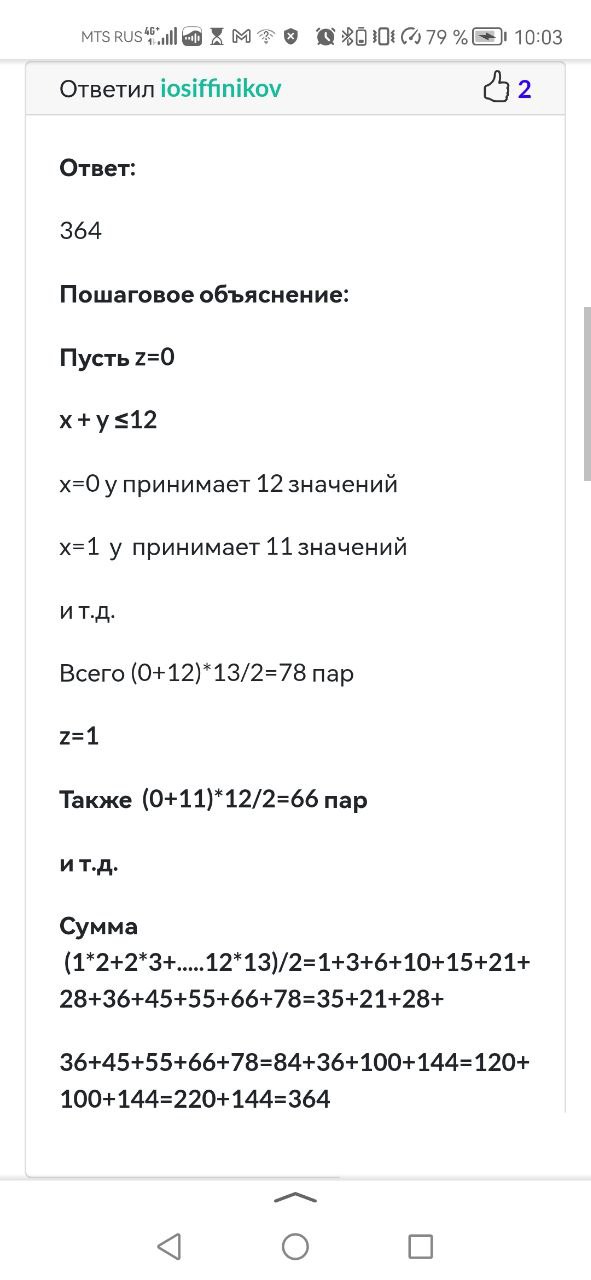 MTS RUS 4G+ 79 % 10:03
Ответил iosiffinikov 2
Ответ:
364
Пошаговое объяснение:
Пусть z=0
x + y ≤12
x=0 у принимает 12 значений
x=1 у принимает 11 значений
и т.д.
Всего (0+12)*13/2=78 пар
z=1
Также (0+11)*12/2=66 пар
и т.д.
Сумма
(1*2+2*3+.....12*13)/2=1+3+6+10+15+21+
28+36+45+55+66+78=35+21+28+
36+45+55+66+78=84+36+100+144=120+
100+144=220+144=364